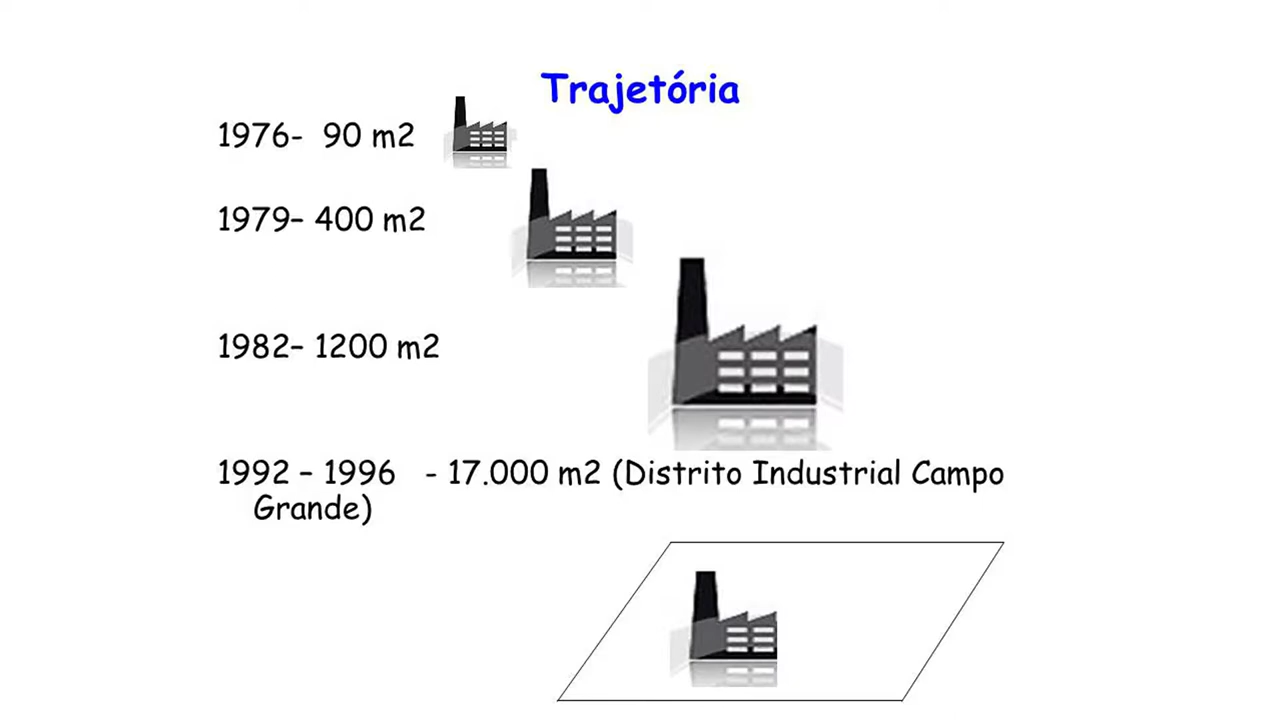 Trajetória
1976-  90 m2
1979– 400 m2
1982– 1200 m2
1992 – 1996   - 17.000 m2 (Distrito Industrial Campo
Grande)